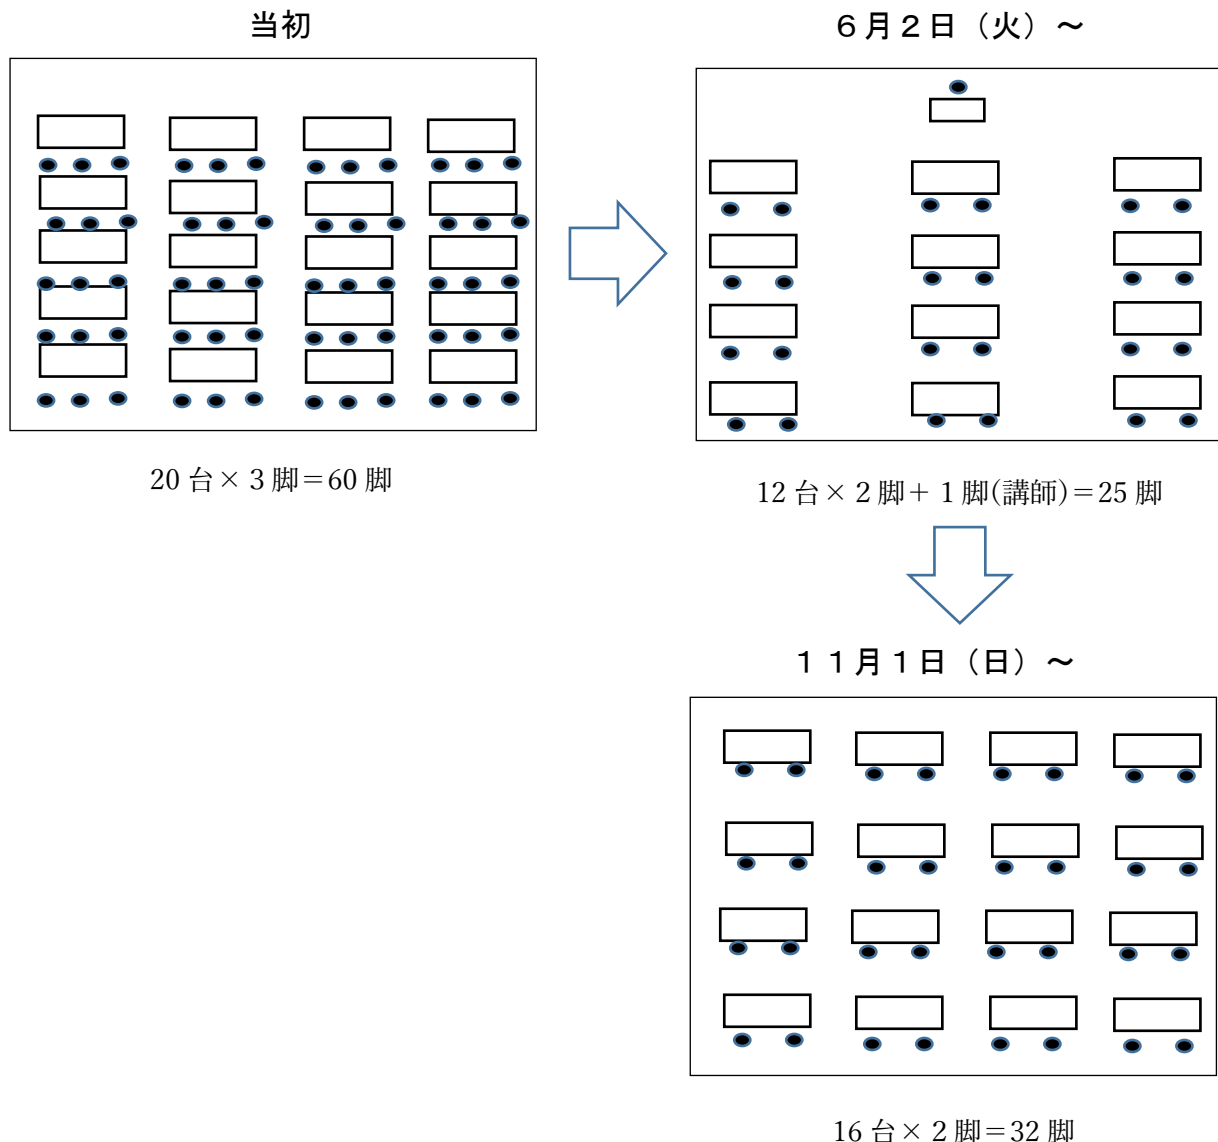 当初
６月２日（火）～
20 台×３脚＝60 脚
12 台×２脚＋１脚(講師)＝25 脚
１１月１日（日）～
16 台×２脚＝32 脚